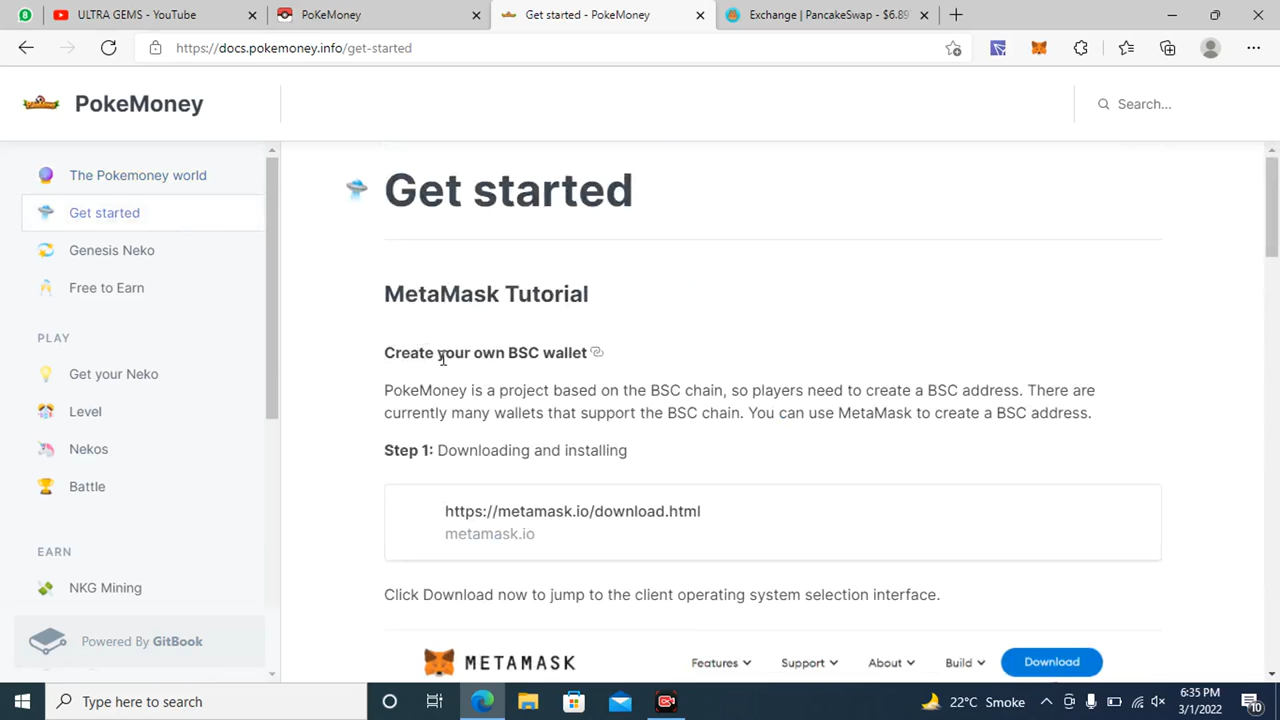 8
ULTRA GEMS - YouTube
PoKeMoney
Get started - PoKeMoney
Exchange | PancakeSwap - $6.89
https://docs.pokemoney.info/get-started
PokeMoney
Search...
The Pokemoney world
Get started
Genesis Neko
Free to Earn
PLAY
Get your Neko
Level
Nekos
Battle
EARN
NKG Mining
Powered By GitBook
Get started
MetaMask Tutorial
Create your own BSC wallet
PokeMoney is a project based on the BSC chain, so players need to create a BSC address. There are
currently many wallets that support the BSC chain. You can use MetaMask to create a BSC address.
Step 1: Downloading and installing
https://metamask.io/download.html
metamask.io
Click Download now to jump to the client operating system selection interface.
METAMASK
Features
Support
About
Build
Download
Type here to search
22°C Smoke
6:35 PM
3/1/2022
10